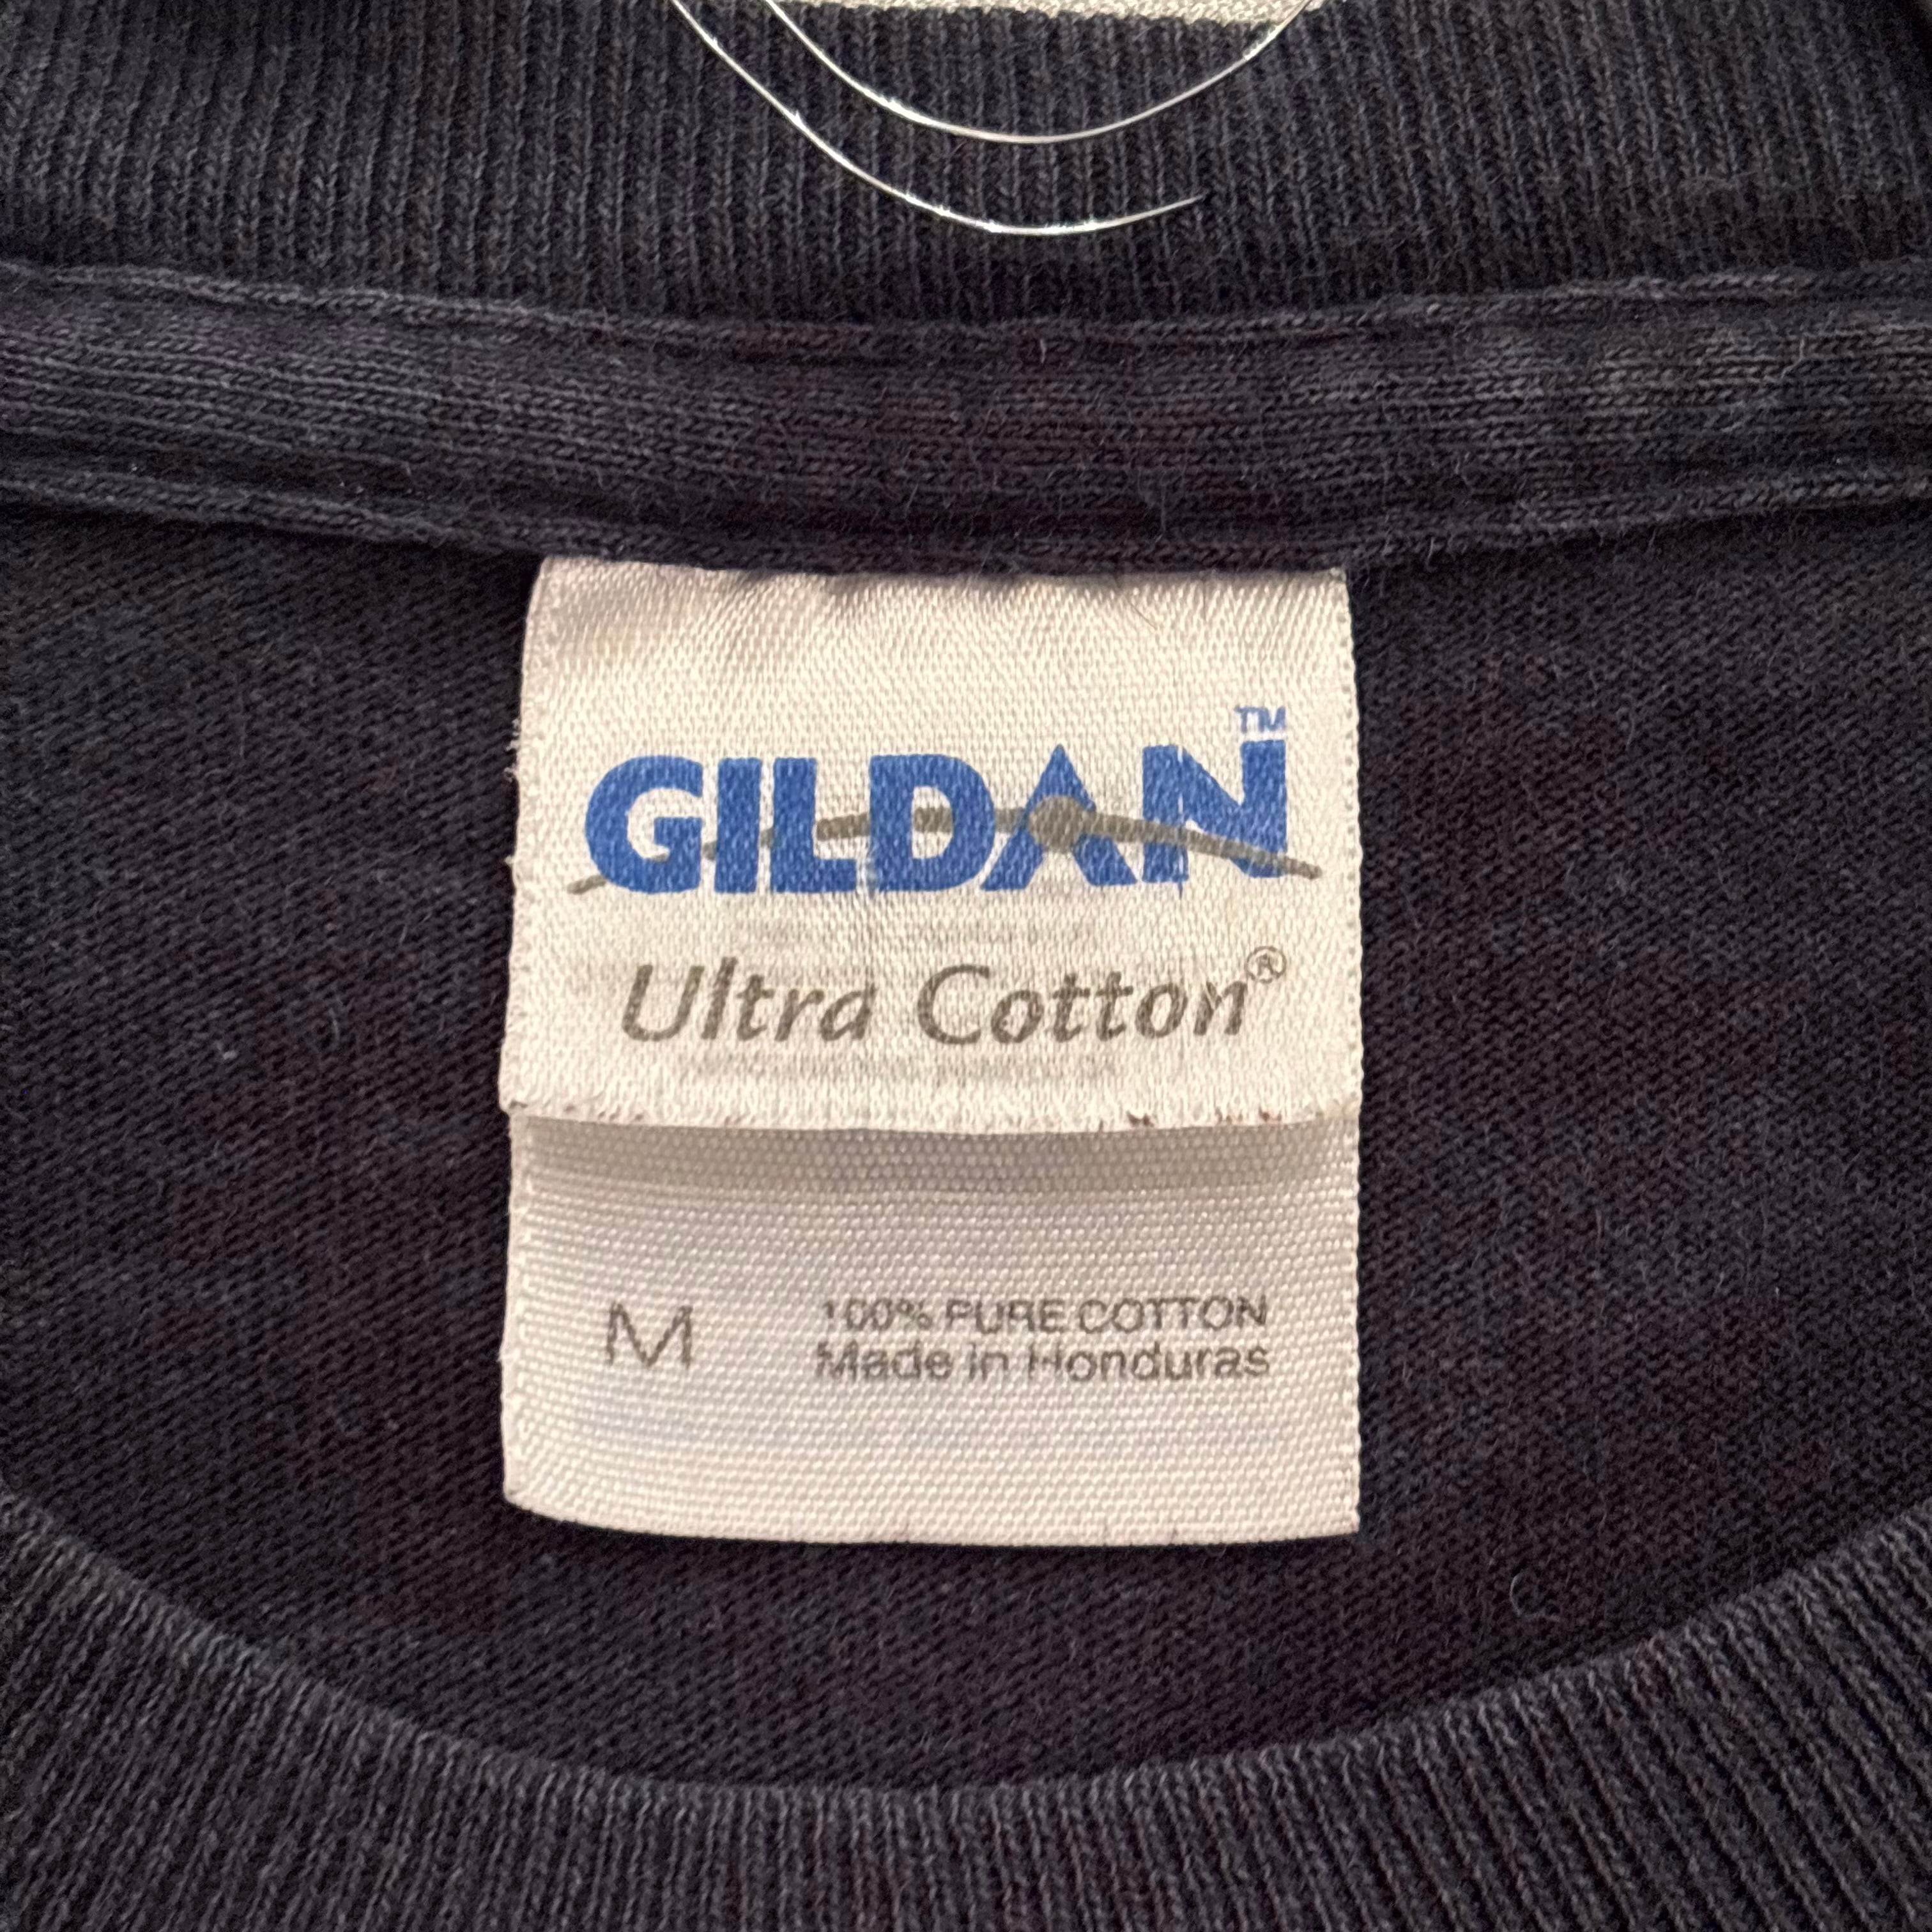 GILDAN™
Ultra Cotton®
M
100% PURE COTTON
Made in Honduras